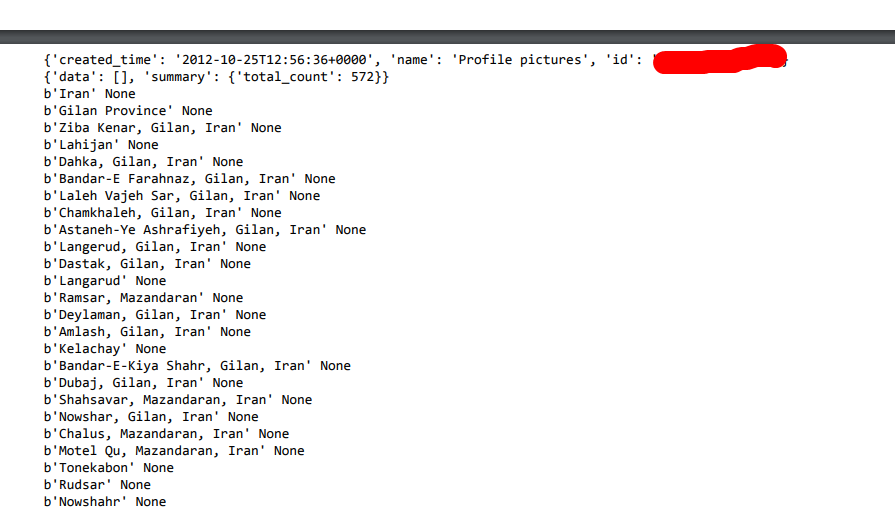 {'created_time': '2012-10-25T12:56:36+0000', 'name': 'Profile pictures', 'id':
{'data': [], 'summary': {'total_count': 572}}
b'Iran' None
b'Gilan Province' None
b'Ziba Kenar, Gilan, Iran' None
b'Lahijan' None
b'Dahka, Gilan, Iran' None
b'Bandar-E Farahnaz, Gilan, Iran' None
b'Laleh Vajeh Sar, Gilan, Iran' None
b'Chamkhaleh, Gilan, Iran' None
b'Astaneh-Ye Ashrafiyeh, Gilan, Iran' None
b'Langerud, Gilan, Iran' None
b'Dastak, Gilan, Iran' None
b'Langarud' None
b'Ramsar, Mazandaran' None
b'Deylaman, Gilan, Iran' None
b'Amlash, Gilan, Iran' None
b'Kelachay' None
b'Bandar-E-Kiya Shahr, Gilan, Iran' None
b'Dubaj, Gilan, Iran' None
b'Shahsavar, Mazandaran, Iran' None
b'Nowshar, Gilan, Iran' None
b'Chalus, Mazandaran, Iran' None
b'Motel Qu, Mazandaran, Iran' None
b'Tonekabon' None
b'Rudsar' None
b'Nowshahr' None